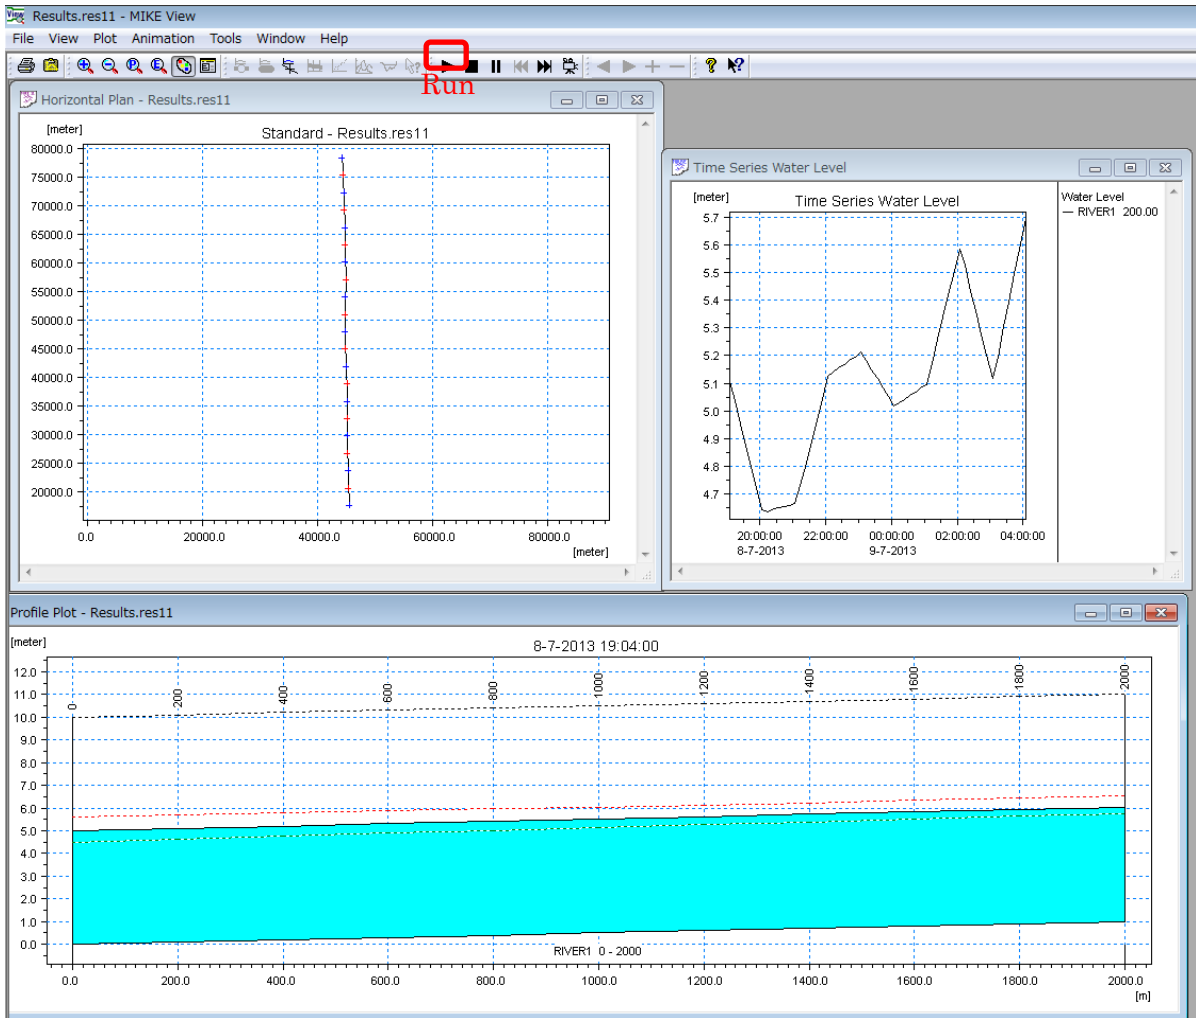 Results.res11 - MIKE View
File View Plot Animation Tools Window Help
Run
Horizontal Plan - Results.res11
[meter]
Standard - Results.res11
80000.0
75000.0
70000.0
65000.0
60000.0
55000.0
50000.0
45000.0
40000.0
35000.0
30000.0
25000.0
20000.0
0.0 20000.0 40000.0 60000.0 80000.0
[meter]
Time Series Water Level
[meter]
Time Series Water Level
Water Level
RIVER1 200.00
5.7
5.6
5.5
5.4
5.3
5.2
5.1
5.0
4.9
4.8
4.7
20:00:00 22:00:00 00:00:00 02:00:00 04:00:00
8-7-2013 9-7-2013
Profile Plot - Results.res11
[meter]
8-7-2013 19:04:00
0 200 400 600 800 1000 1200 1400 1600 1800 2000
12.0
11.0
10.0
9.0
8.0
7.0
6.0
5.0
4.0
3.0
2.0
1.0
0.0
RIVER1 0 - 2000
0.0 200.0 400.0 600.0 800.0 1000.0 1200.0 1400.0 1600.0 1800.0 2000.0
[m]